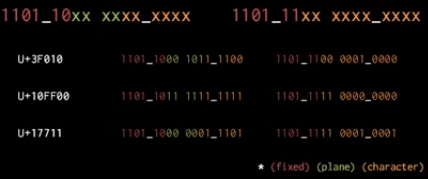 1101_10xx xxxx_xxxx 1101_11xx xxxx_xxxx
U+3F010 1101_1000 1011_1100 1101_1100 0001_0000
U+10FF00 1101_1011 1111_1111 1101_1111 0000_0000
U+17711 1101_1000 0001_1101 1101_1111 0001_0001
* (fixed) (plane) (character)